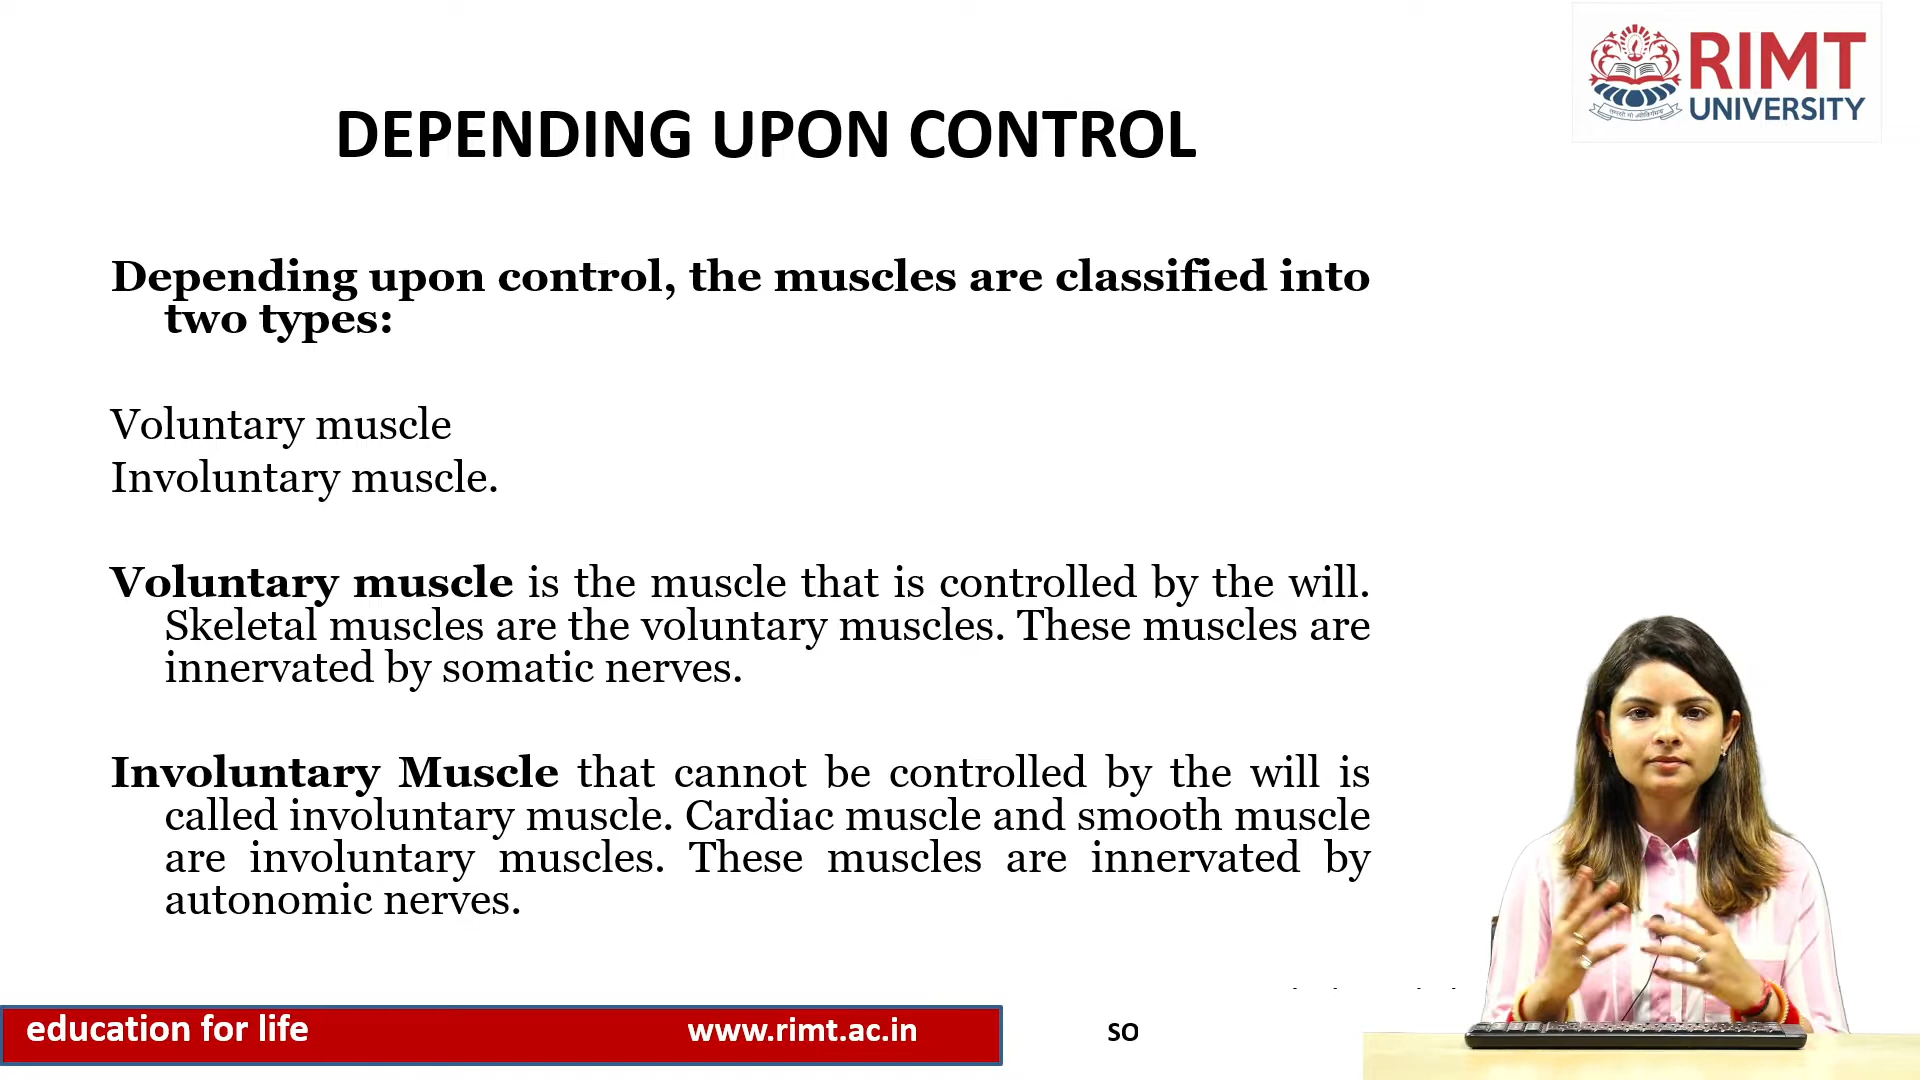 RIMT
UNIVERSITY
DEPENDING UPON CONTROL
Depending upon control, the muscles are classified into
two types:
Voluntary muscle
Involuntary muscle.
Voluntary muscle is the muscle that is controlled by the will.
Skeletal muscles are the voluntary muscles. These muscles are
innervated by somatic nerves.
Involuntary Muscle that cannot be controlled by the will is
called involuntary muscle. Cardiac muscle and smooth muscle
are involuntary muscles. These muscles are innervated by
autonomic nerves.
education for life
www.rimt.ac.in
so